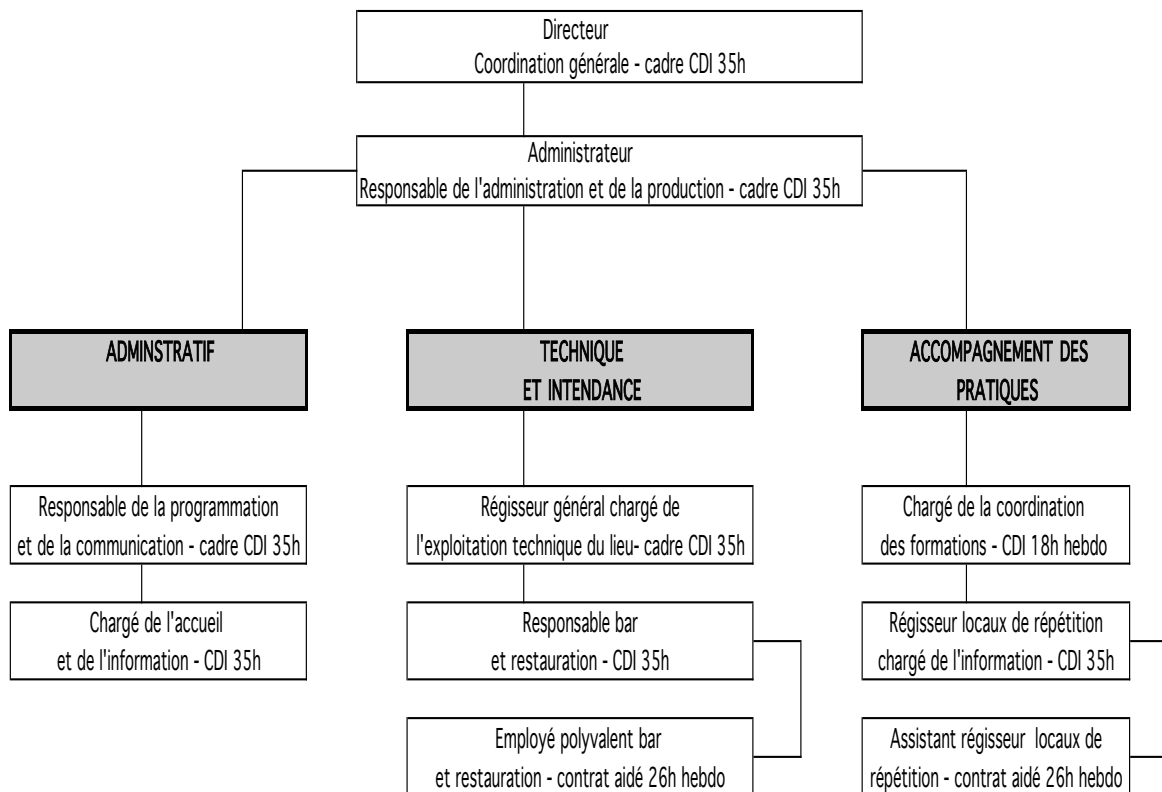 Directeur
Coordination générale - cadre CDI 35h
Administrateur
Responsable de l'administration et de la production - cadre CDI 35h
ADMINSTRATIF
TECHNIQUE
ET INTENDANCE
ACCOMPAGNEMENT DES
PRATIQUES
Responsable de la programmation
et de la communication - cadre CDI 35h
Chargé de l'accueil
et de l'information - CDI 35h
Régisseur général chargé de
l'exploitation technique du lieu- cadre CDI 35h
Responsable bar
et restauration - CDI 35h
Employé polyvalent bar
et restauration - contrat aidé 26h hebdo
Chargé de la coordination
des formations - CDI 18h hebdo
Régisseur locaux de répétition
chargé de l'information - CDI 35h
Assistant régisseur locaux de
répétition - contrat aidé 26h hebdo